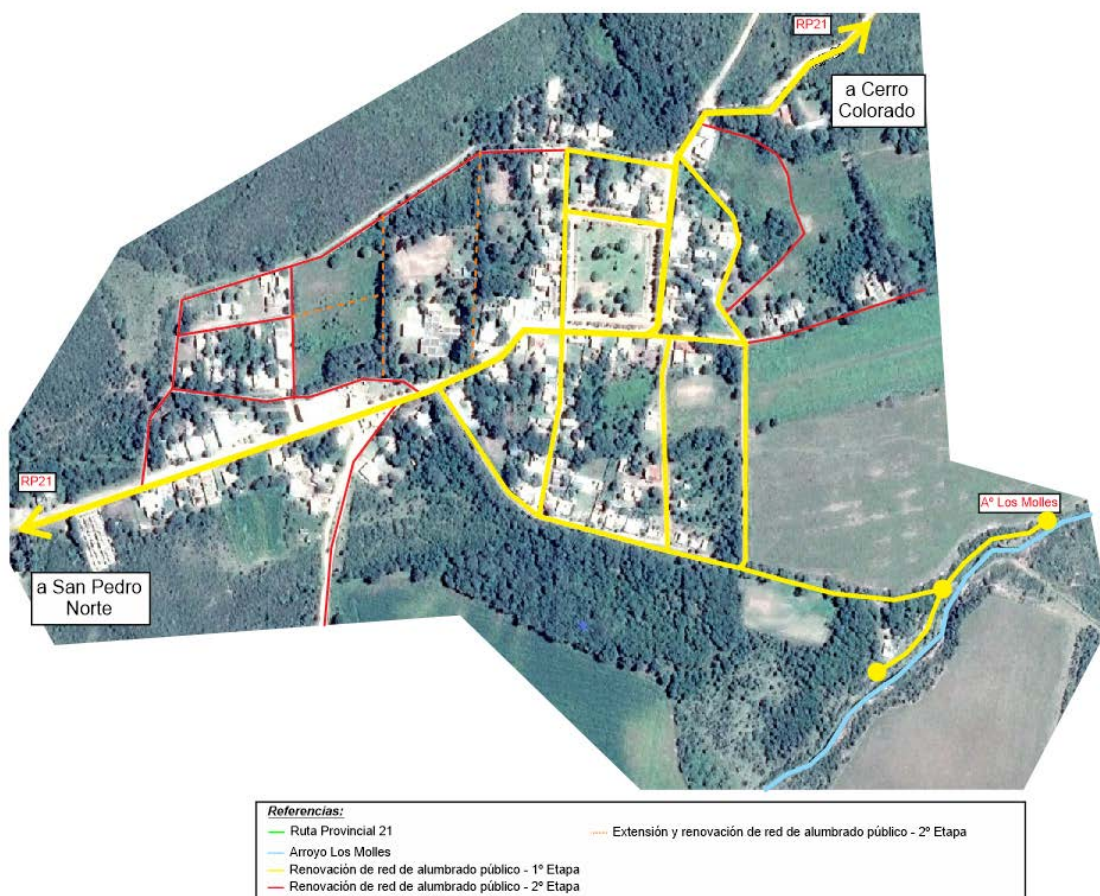 RP21
a Cerro
Colorado
RP21
Aº Los Molles
a San Pedro
Norte
Referencias:
Ruta Provincial 21
Extensión y renovación de red de alumbrado público - 2º Etapa
Arroyo Los Molles
Renovación de red de alumbrado público - 1º Etapa
Renovación de red de alumbrado público - 2º Etapa